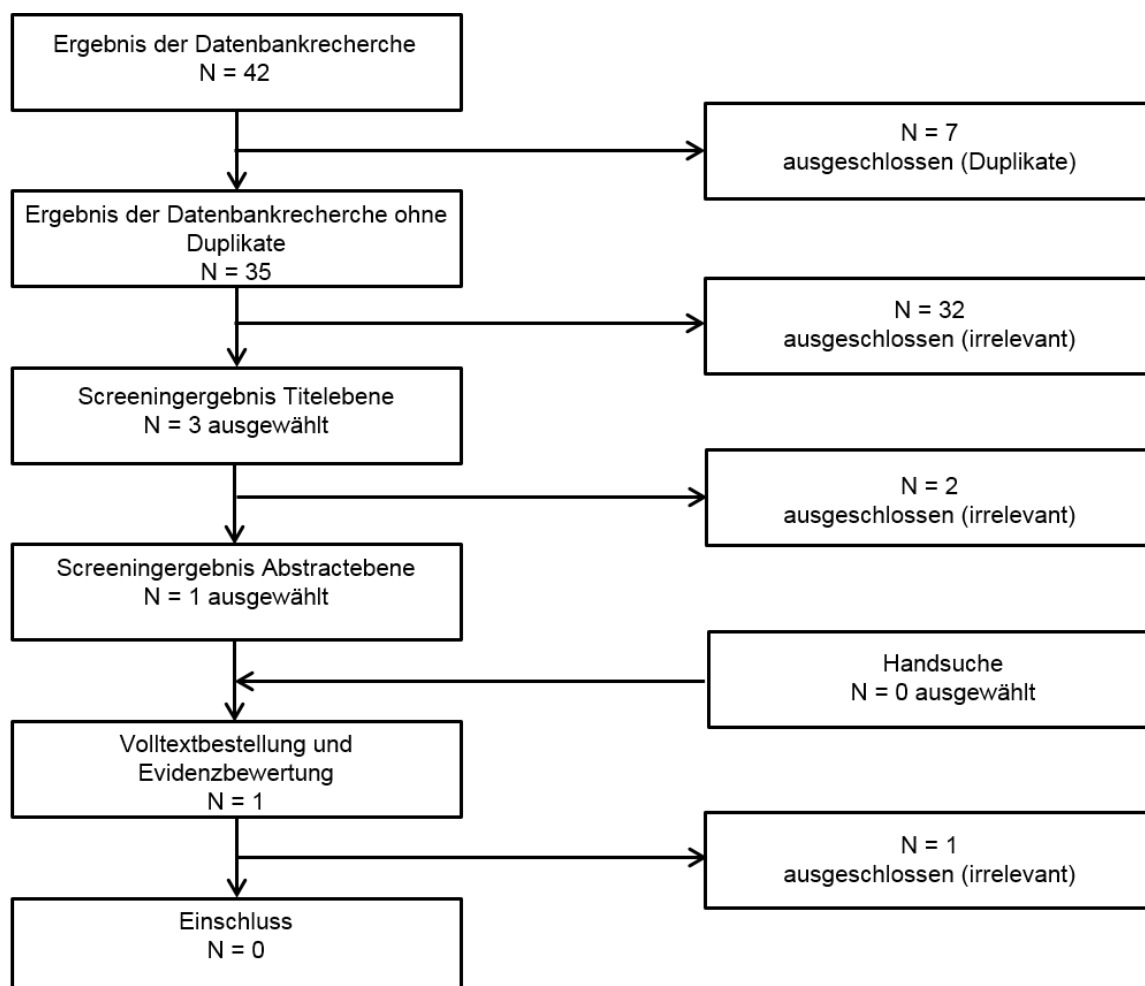 Ergebnis der Datenbankrecherche
N = 42
N = 7
ausgeschlossen (Duplikate)
Ergebnis der Datenbankrecherche ohne
Duplikate
N = 35
N = 32
ausgeschlossen (irrelevant)
Screeningergebnis Titelebene
N = 3 ausgewählt
N = 2
ausgeschlossen (irrelevant)
Screeningergebnis Abstractebene
N = 1 ausgewählt
Handsuche
N = 0 ausgewählt
Volltextbestellung und
Evidenzbewertung
N = 1
N = 1
ausgeschlossen (irrelevant)
Einschluss
N = 0